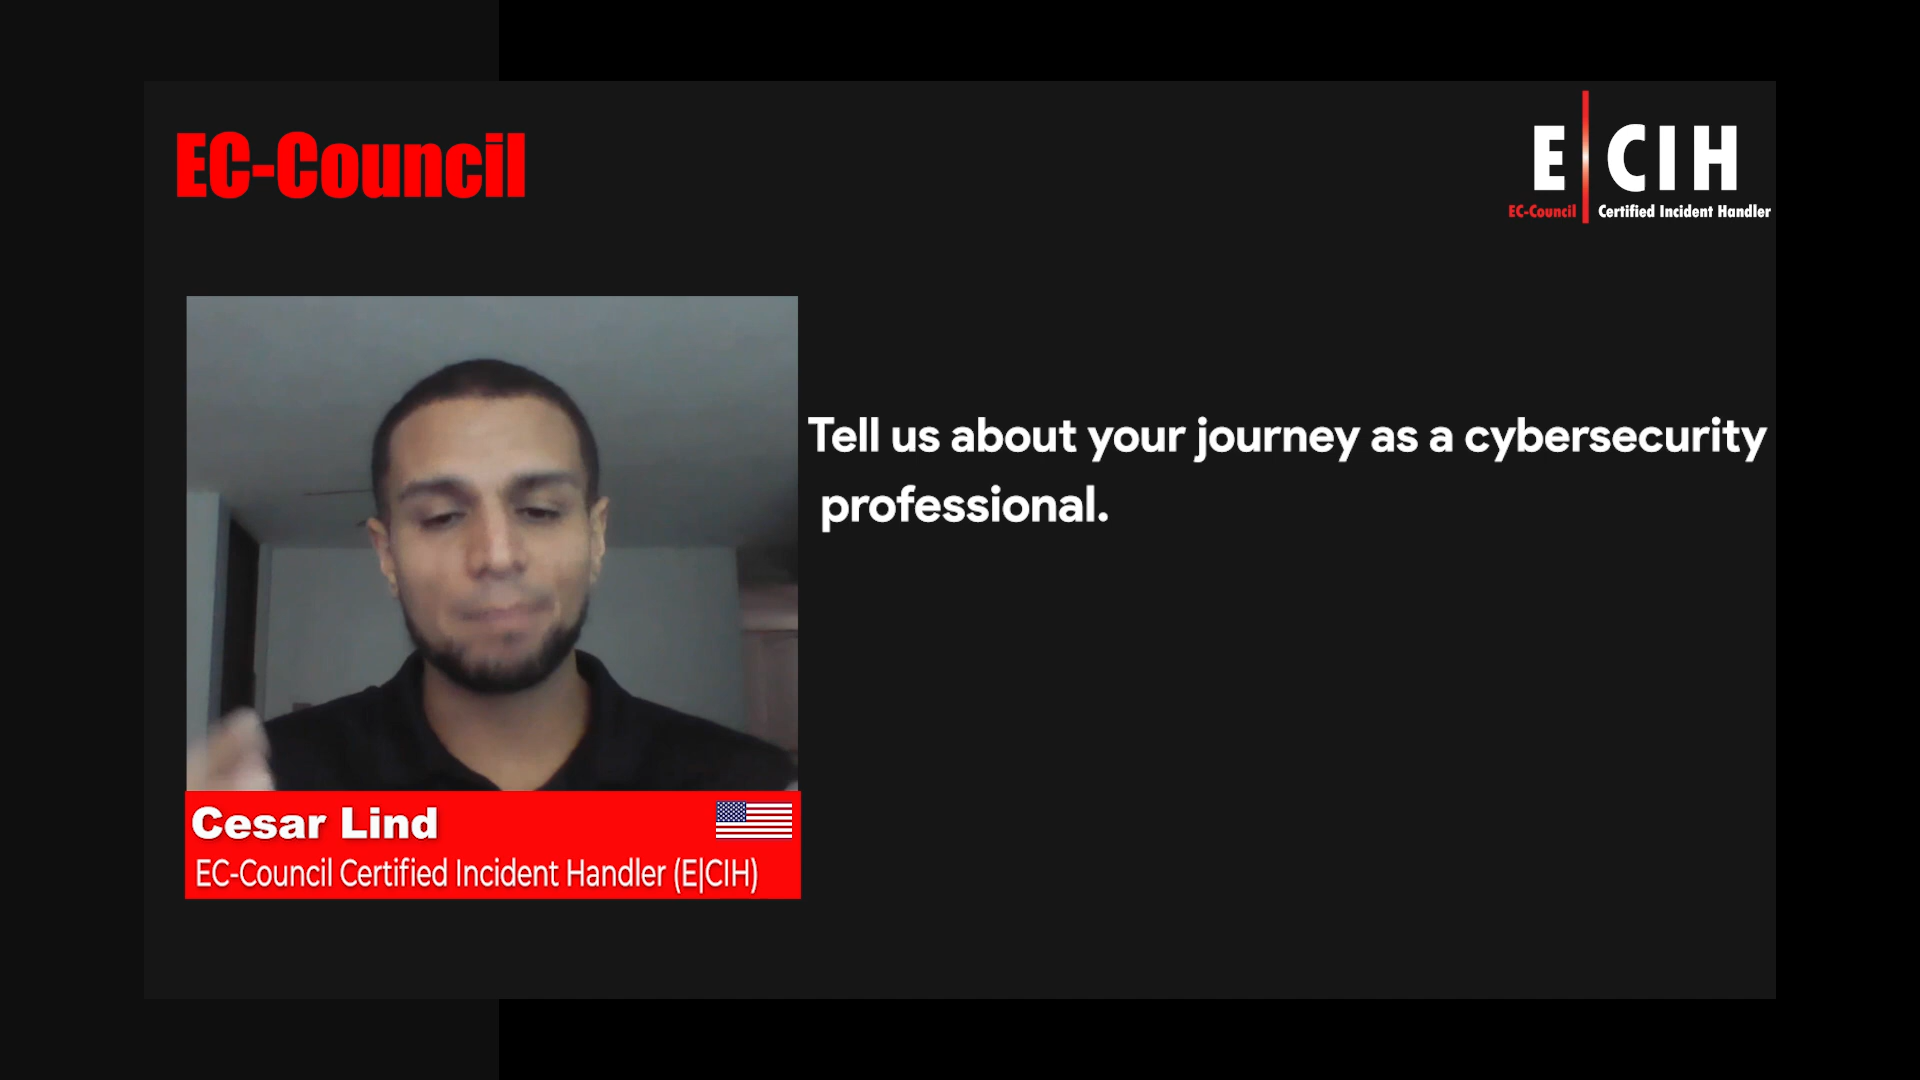 EC-Council
E|CIH
EC-Council Certified Incident Handler
Tell us about your journey as a cybersecurity
professional.
Cesar Lind
EC-Council Certified Incident Handler (E|CIH)